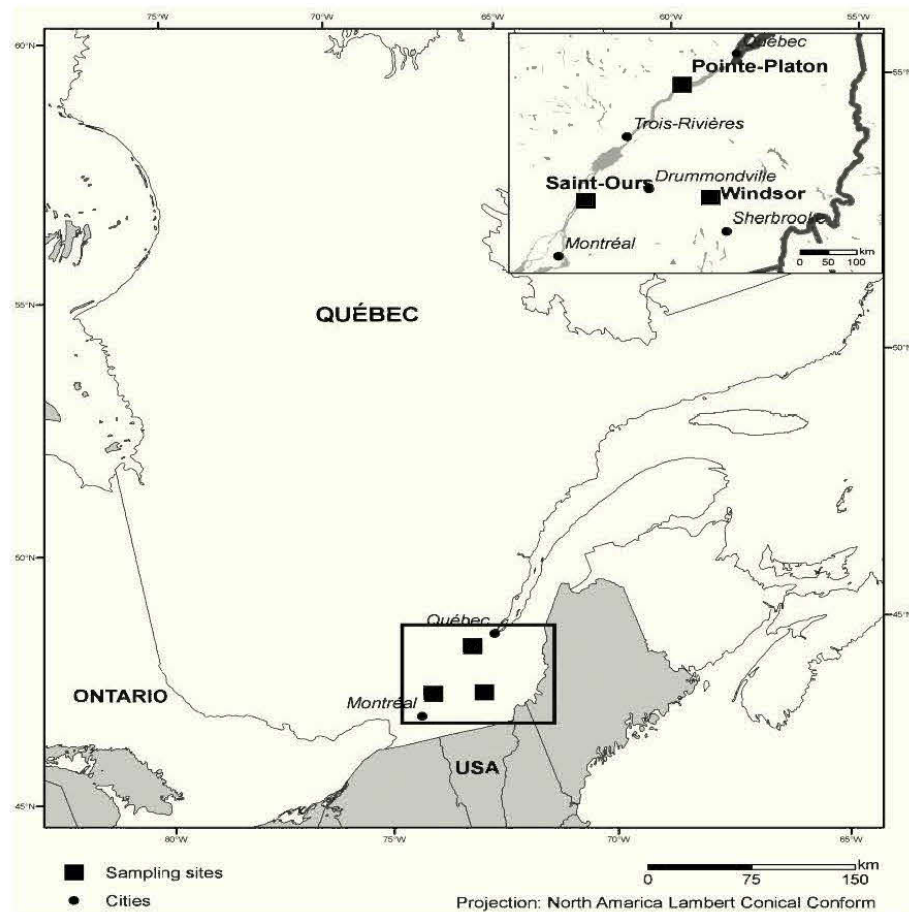 75°W
70°W
65°W
60°W
55°W
60°N
Québec
Pointe-Platon
55°N
Trois-Rivières
Drummondville
Saint-Ours
Windsor
Sherbrooke
Montréal
km
0 50 100
55°N
QUÉBEC
50°N
50°N
Québec
45°N
ONTARIO
Montréal
USA
45°N
80°W
75°W
70°W
65°W
Sampling sites
km
0 75 150
Cities
Projection: North America Lambert Conical Conform